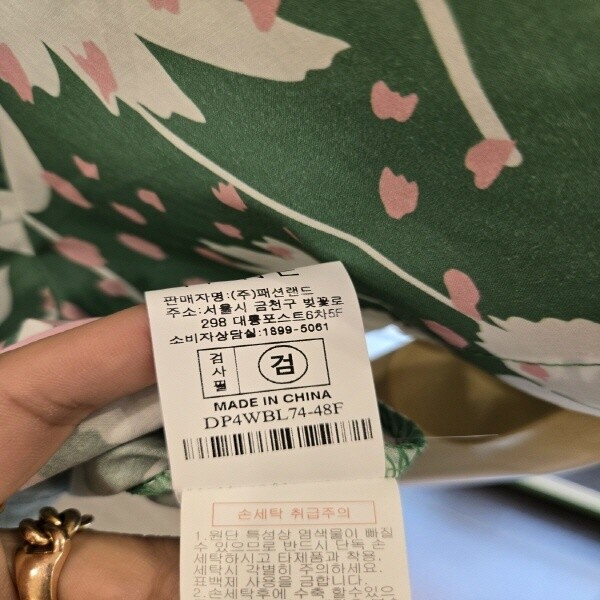 판매자명:(주)패션랜드
주소:서울시 금천구 벚꽃로
298 대륭포스트6차5F
소비자상담실:1899-5061
검사필 검
MADE IN CHINA
DP4WBL74-48F
손세탁 취급주의
1.원단 특성상 염색물이 빠질
수 있으므로 반드시 단독 손
세탁하시고 타제품과 착용,
세탁시 각별히 주의하세요.
표백제 사용을 금합니다.
2.손세탁후에 수축 할수있으